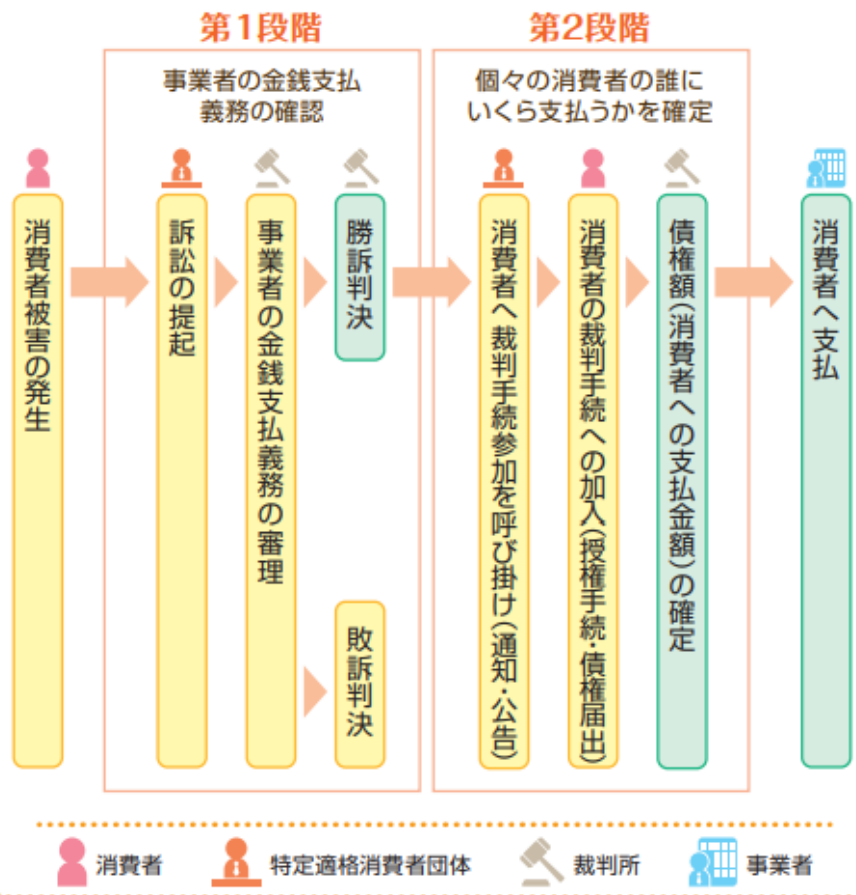 第1段階
事業者の金銭支払
義務の確認
第2段階
個々の消費者の誰に
いくら支払うかを確定
消費者被害の発生
訴訟の提起
事業者の金銭支払義務の審理
勝訴判決
敗訴判決
消費者へ裁判手続参加を呼び掛け(通知・公告)
消費者の裁判手続への加入(授権手続・債権届出)
債権額(消費者への支払金額)の確定
消費者へ支払
消費者
特定適格消費者団体
裁判所
事業者